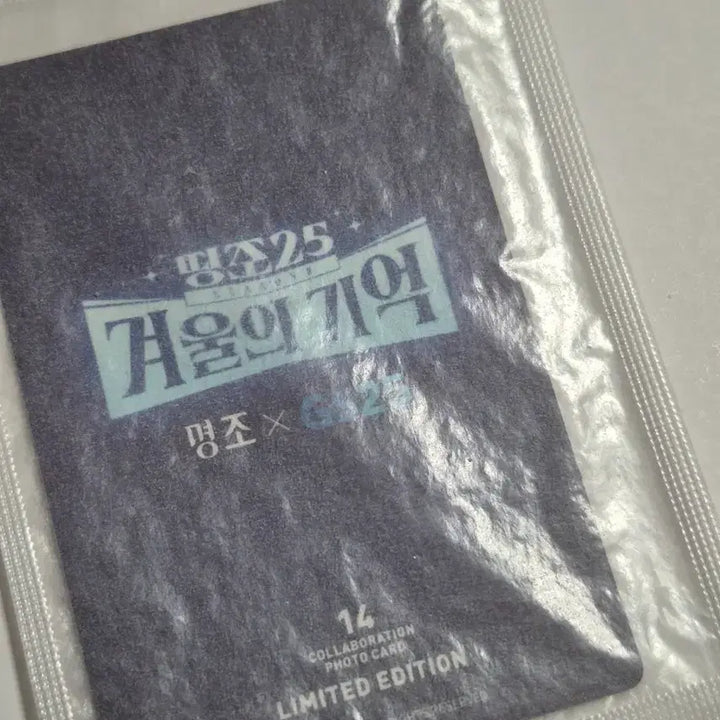 명조25
겨울의 기억
명조 × GS25
14
COLLABORATION
PHOTO CARD
LIMITED EDITION